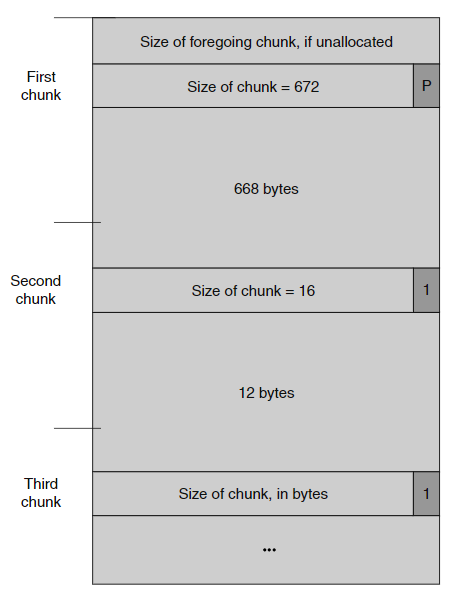 Size of foregoing chunk, if unallocated
First
chunk
Size of chunk = 672
P
668 bytes
Second
chunk
Size of chunk = 16
1
12 bytes
Third
chunk
Size of chunk, in bytes
1
...